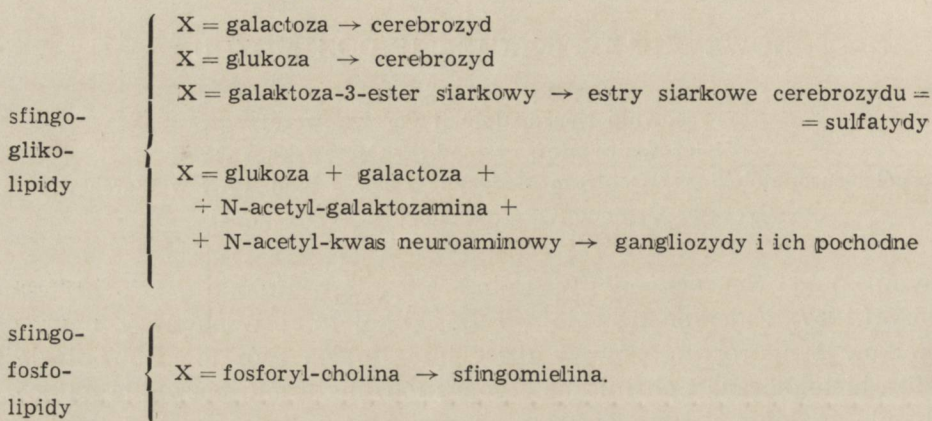 X = galactoza → cerebrozyd
X = glukoza → cerebrozyd
X = galaktoza-3-ester siarkowy → estry siarkowe cerebrozydu =
= sulfatydy
sfingo-
gliko-
lipidy
X = glukoza + galactoza +
÷ N-acetyl-galaktozamina +
+ N-acetyl-kwas neuroaminowy → gangliozydy i ich pochodne
sfingo-
fosfo-
lipidy
X = fosforyl-cholina → sfingomielina.